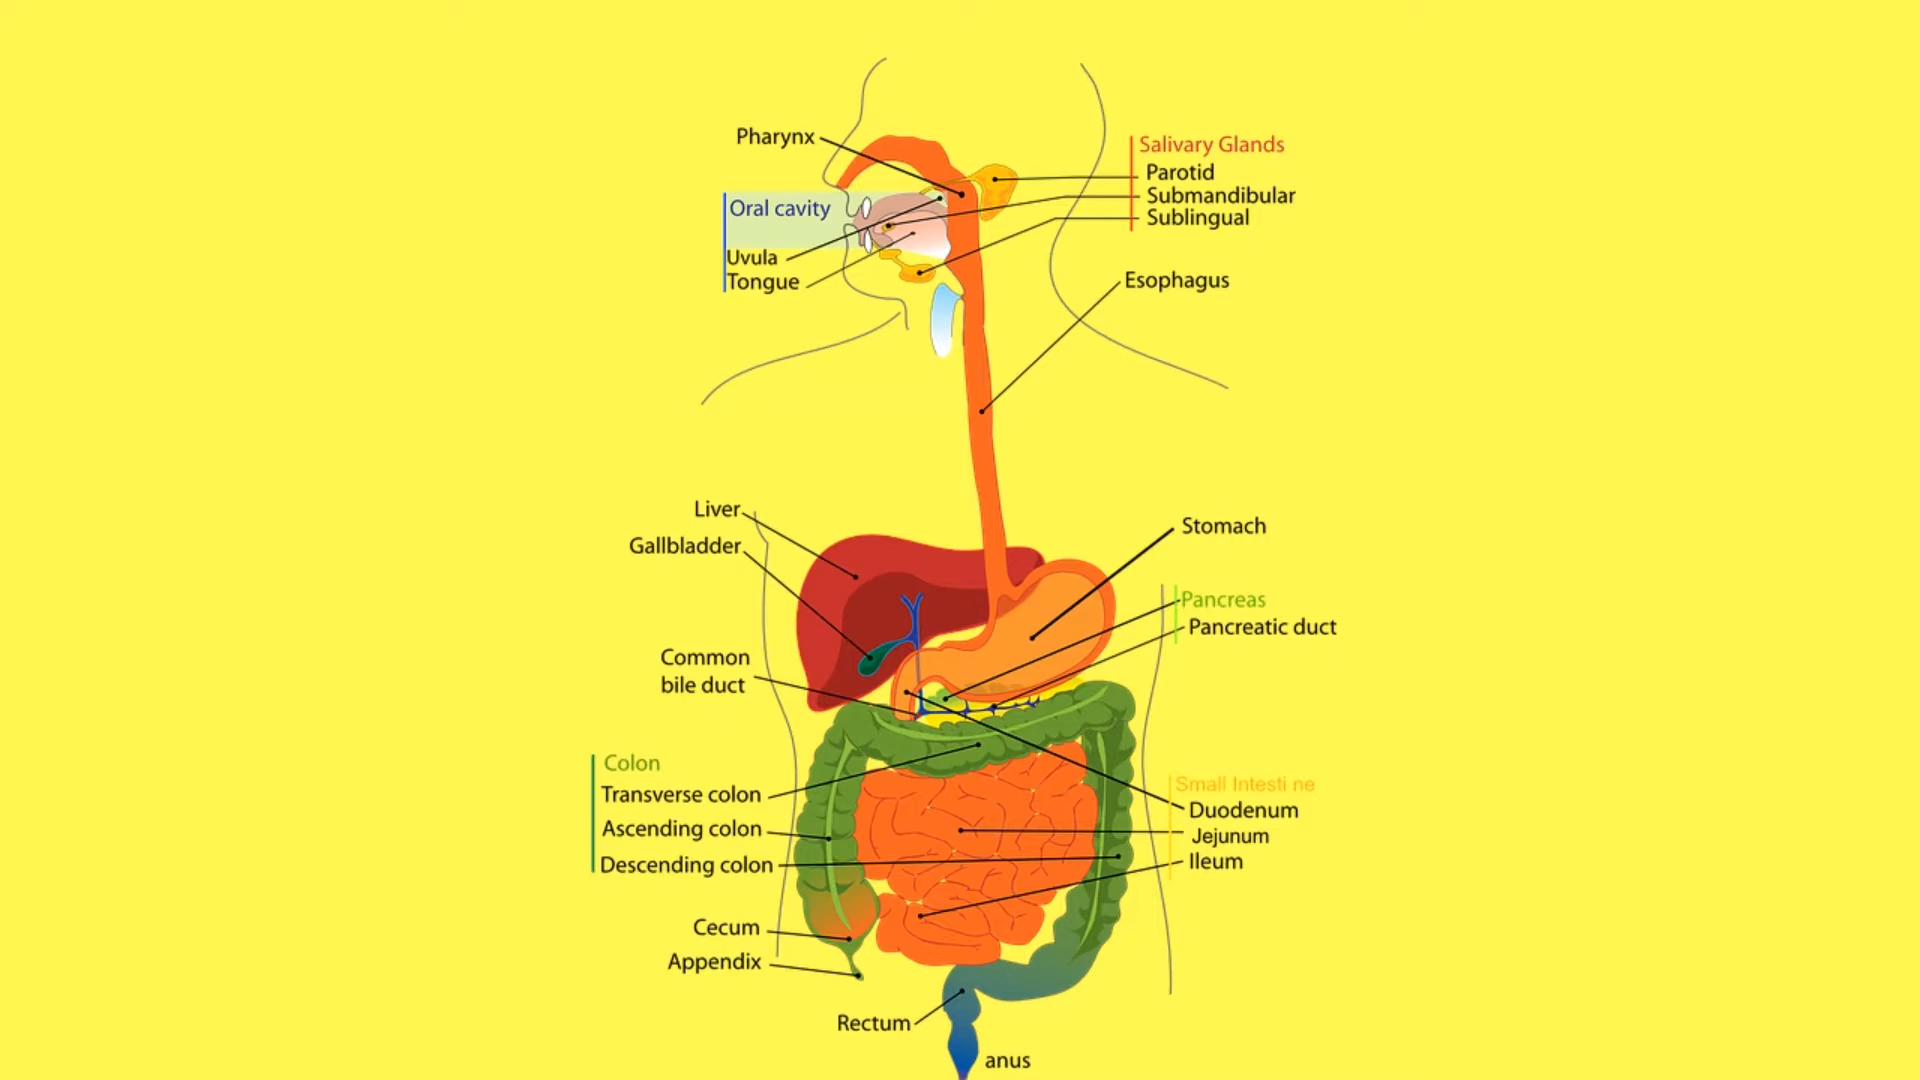 Pharynx
Salivary Glands
Parotid
Submandibular
Sublingual
Oral cavity
Uvula
Tongue
Esophagus
Liver
Gallbladder
Stomach
Pancreas
Pancreatic duct
Common
bile duct
Colon
Transverse colon
Ascending colon
Descending colon
Small Intesti ne
Duodenum
Jejunum
Ileum
Cecum
Appendix
Rectum
anus